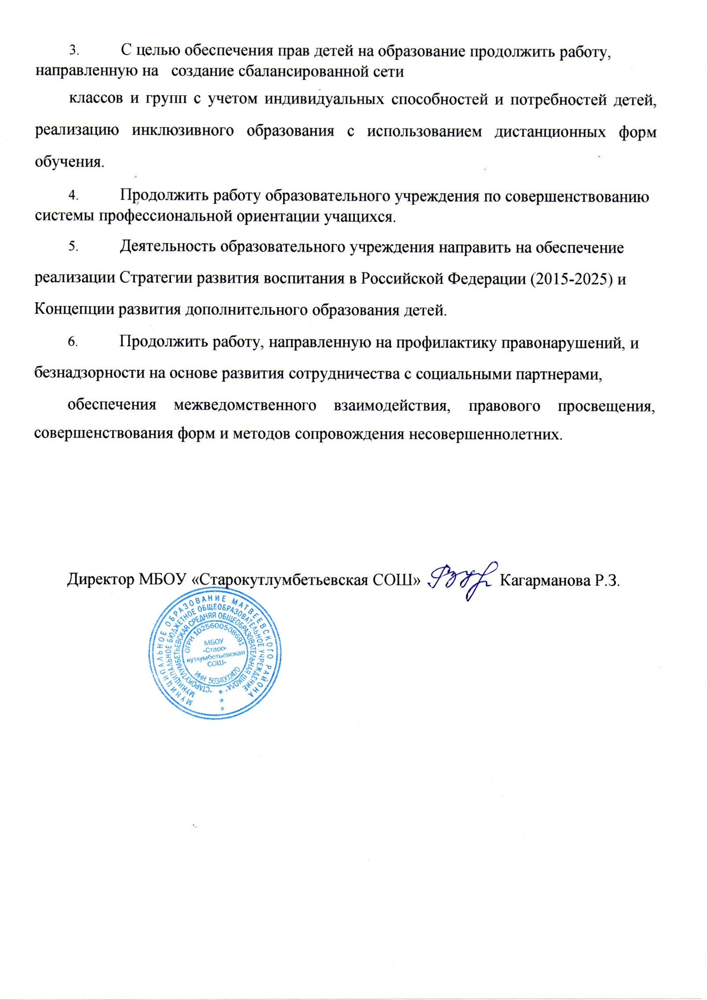 3. С целью обеспечения прав детей на образование продолжить работу,
направленную на создание сбалансированной сети
классов и групп с учетом индивидуальных способностей и потребностей детей,
реализацию инклюзивного образования с использованием дистанционных форм
обучения.
4. Продолжить работу образовательного учреждения по совершенствованию
системы профессиональной ориентации учащихся.
5. Деятельность образовательного учреждения направить на обеспечение
реализации Стратегии развития воспитания в Российской Федерации (2015-2025) и
Концепции развития дополнительного образования детей.
6. Продолжить работу, направленную на профилактику правонарушений, и
безнадзорности на основе развития сотрудничества с социальными партнерами,
обеспечения межведомственного взаимодействия, правового просвещения,
совершенствования форм и методов сопровождения несовершеннолетних.
Директор МБОУ «Старокутлумбетьевская СОШ» Кагарманова Р.З.
МУНИЦИПАЛЬНОЕ ОБРАЗОВАНИЕ МАТВЕЕВСКОГО РАЙОНА
МУНИЦИПАЛЬНОЕ БЮДЖЕТНОЕ ОБЩЕОБРАЗОВАТЕЛЬНОЕ УЧРЕЖДЕНИЕ
"СТАРОКУТЛУМБЕТЬЕВСКАЯ СРЕДНЯЯ ОБЩЕОБРАЗОВАТЕЛЬНАЯ ШКОЛА"
ОГРН 1025600508691
МБОУ
«Старо-
кутлумбетьевская
СОШ»
ИНН 5634002470